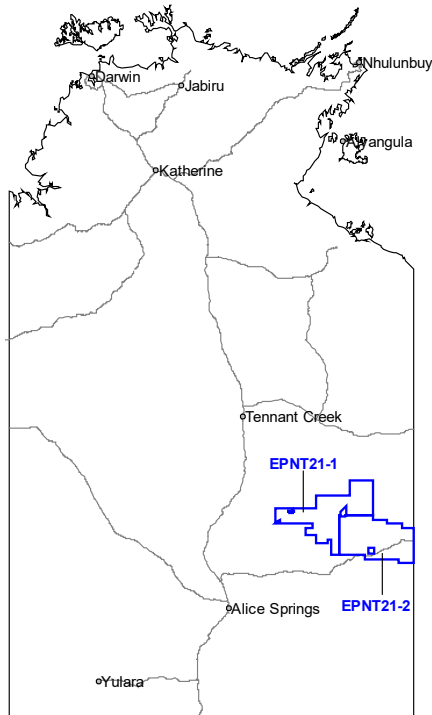 Nhulunbuy
Darwin
Jabiru
Alyangula
Katherine
Tennant Creek
EPNT21-1
EPNT21-2
Alice Springs
Yulara